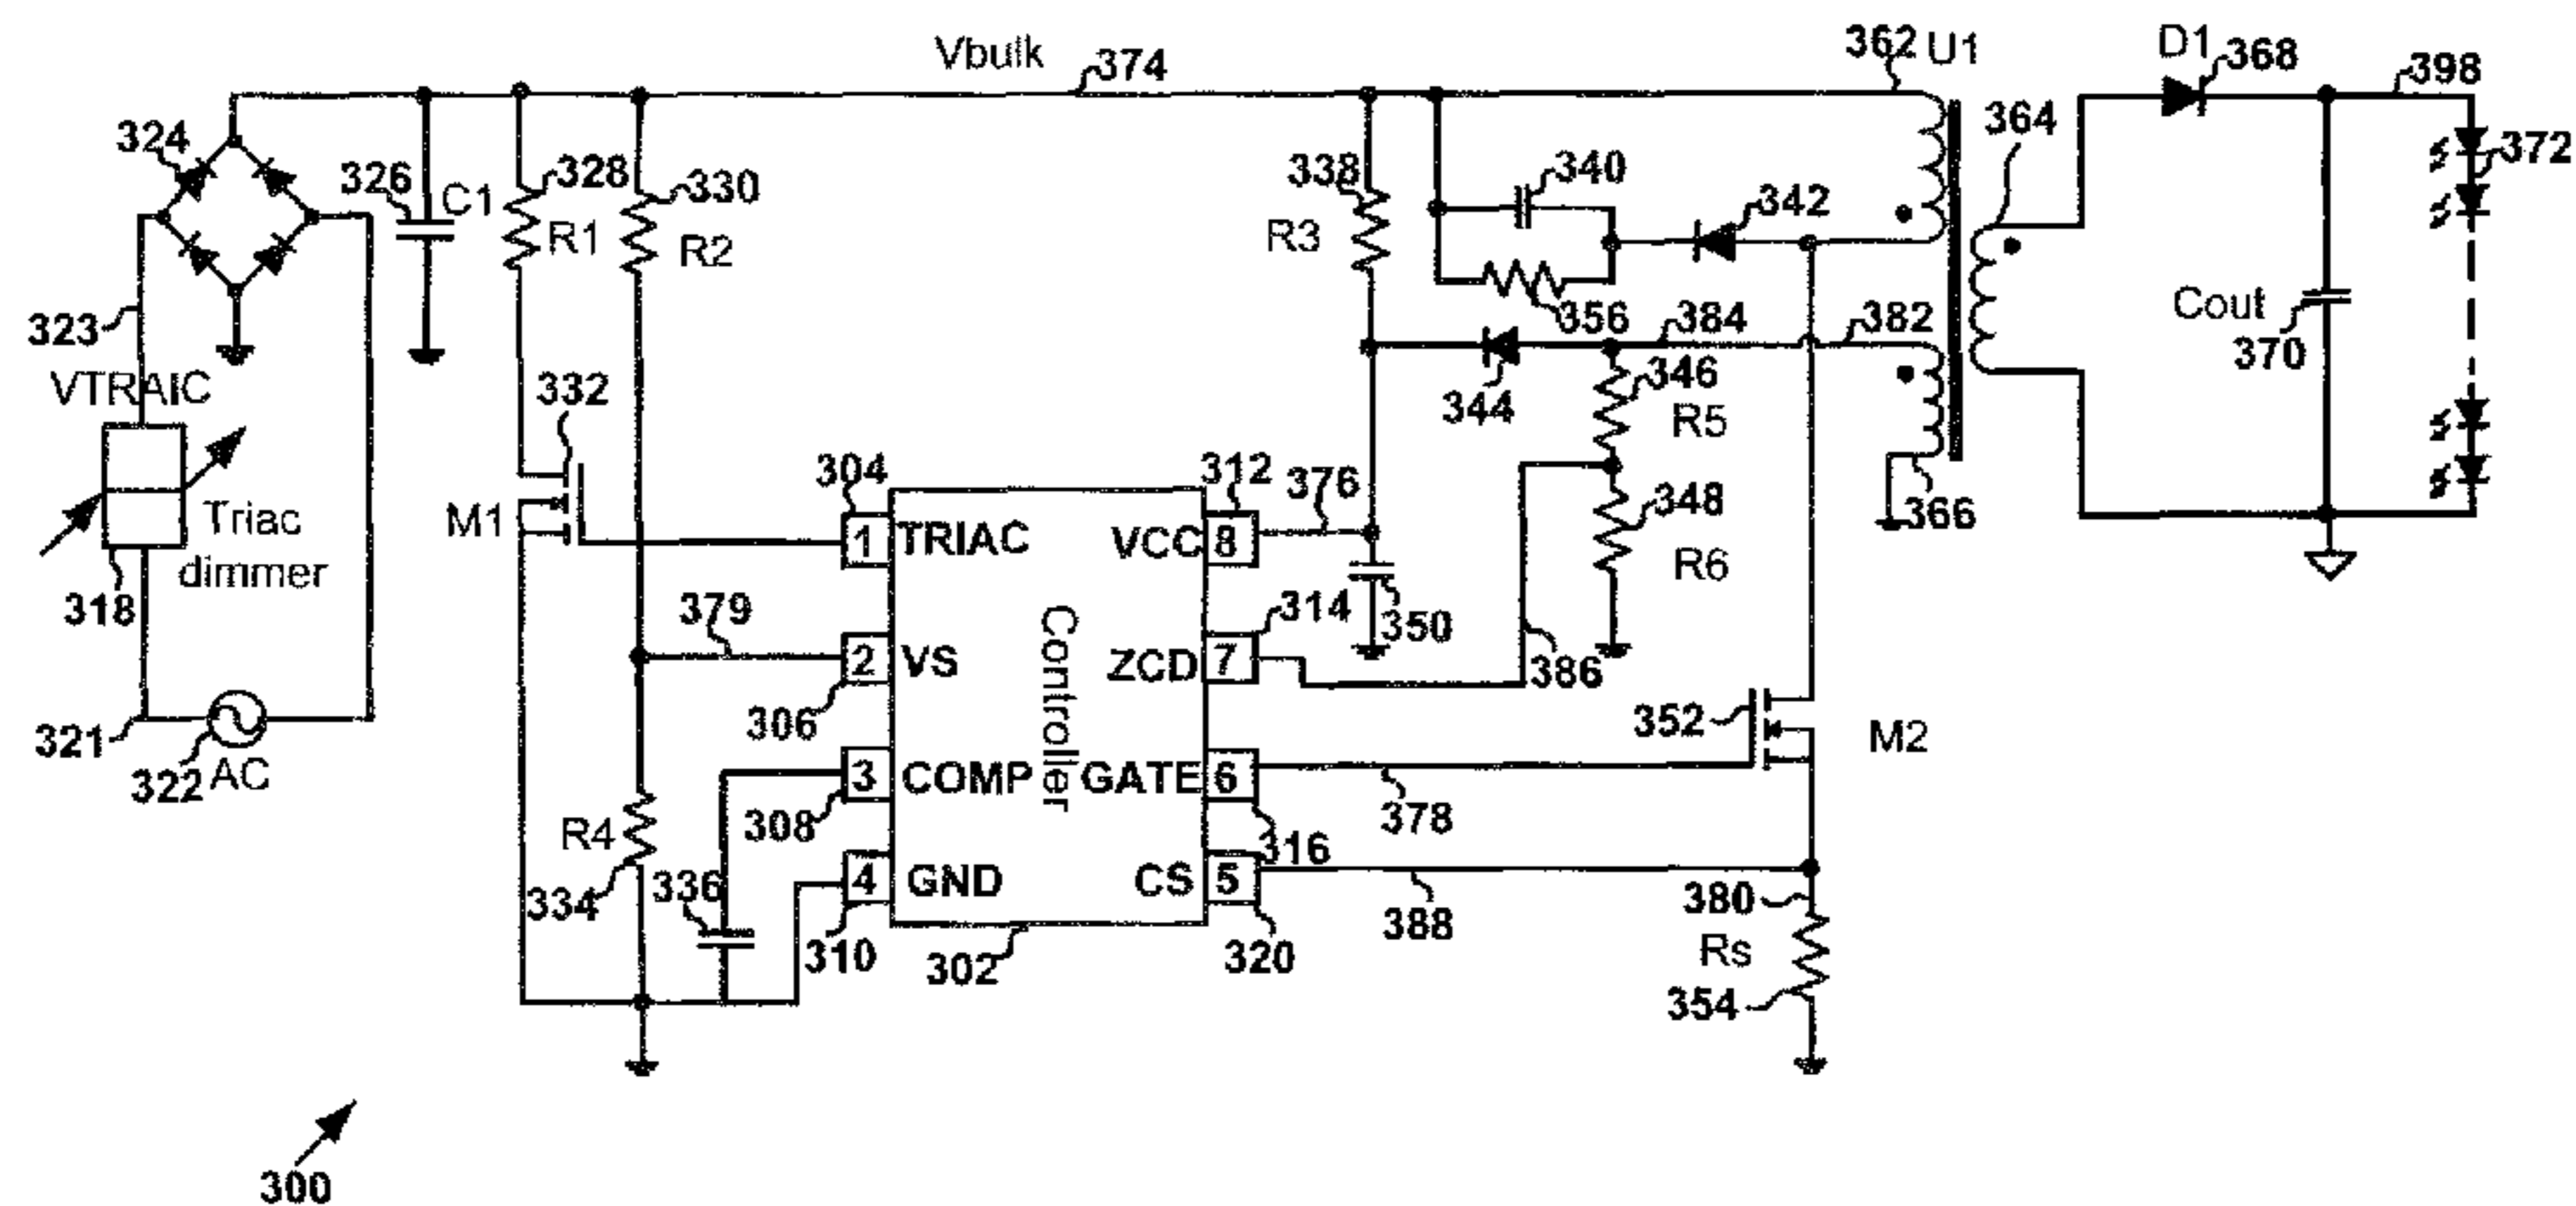 Vbulk 374 362 U1 D1 368 398
324 326 C1 328 330 338 340 364 372
R1 R2 R3 342
323 356 384 382 Cout
VTRAIC 332 344 346 370
R5
M1 304 312 376 348 366
Triac 1 TRIAC VCC 8
dimmer R6
318 379 350 314
2 VS Controller ZCD 7 386
321 306 352 M2
322 AC 3 COMP GATE 6
R4 308 378
316
334 336 4 GND CS 5 380
310 302 320 388 Rs
354
300